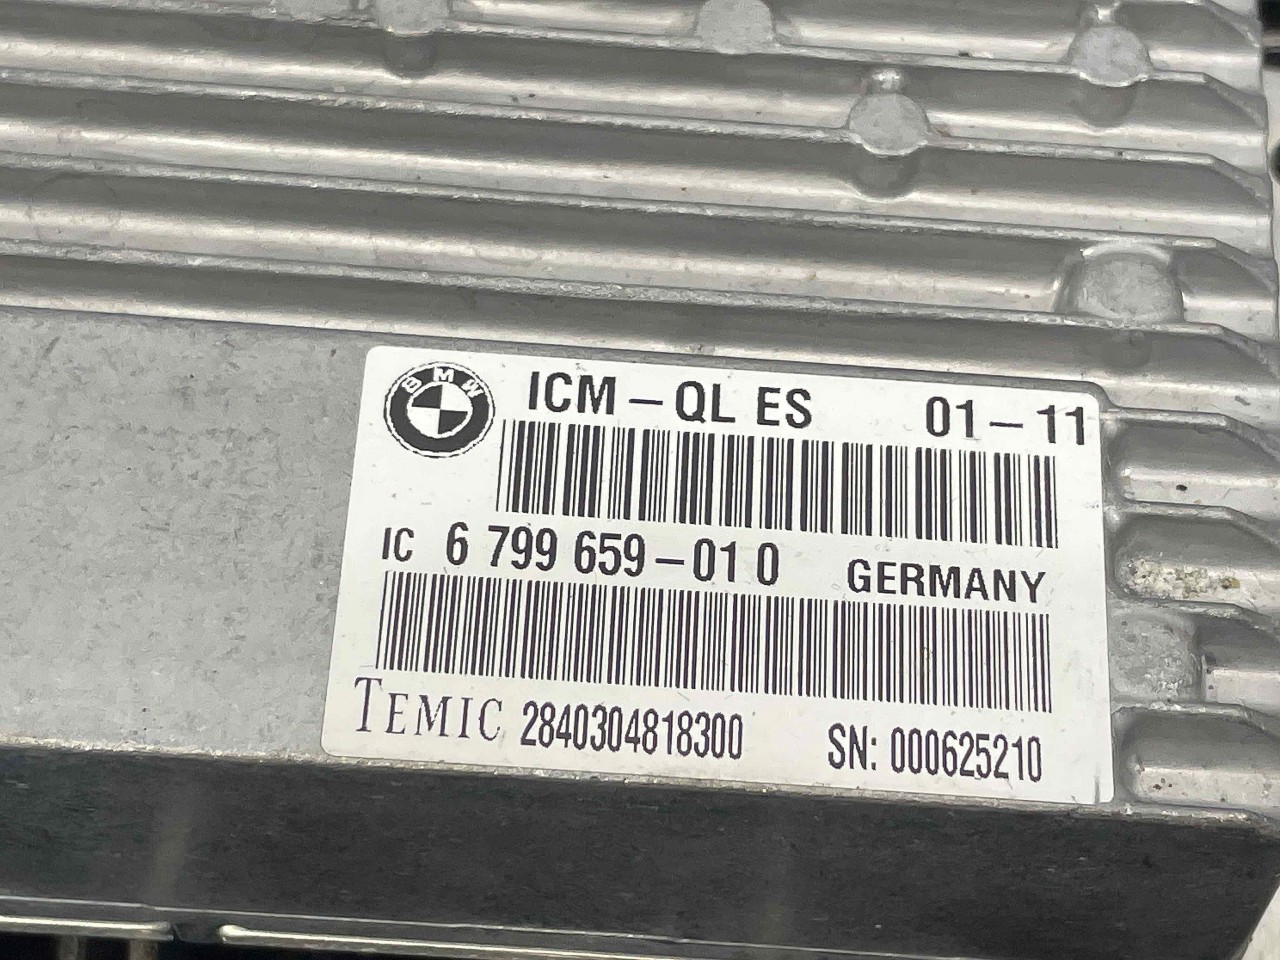 BMW
ICM-QL ES 01-11
IC 6 799 659-01 0 GERMANY
TEMIC 2840304818300 SN: 000625210